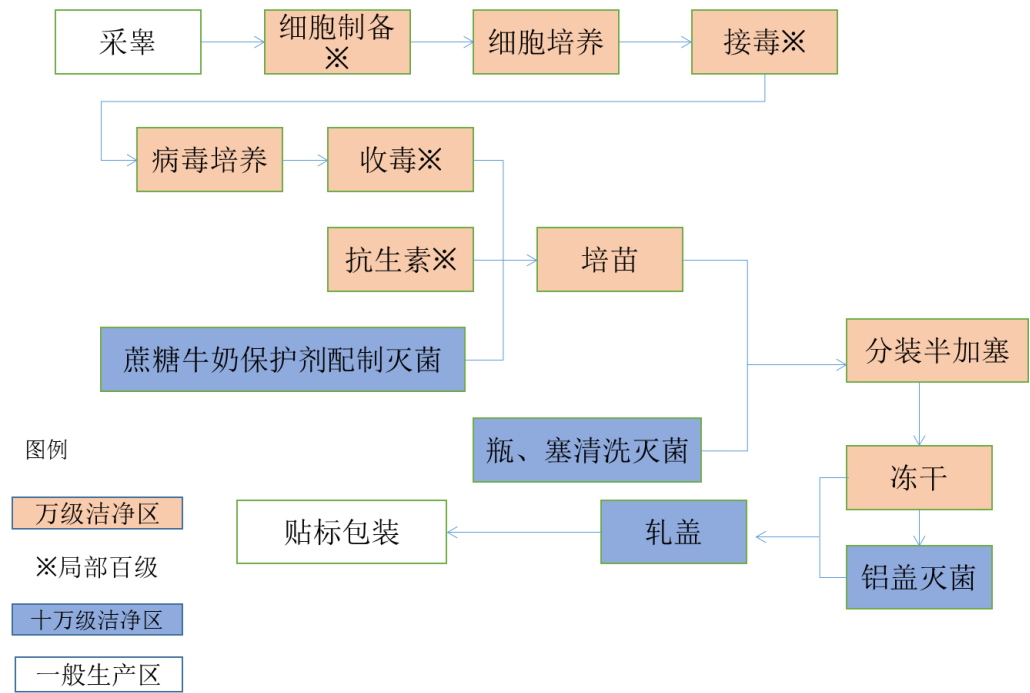 采睾
细胞制备
※
细胞培养
接毒※
病毒培养
收毒※
抗生素※
培苗
蔗糖牛奶保护剂配制灭菌
分装半加塞
瓶、塞清洗灭菌
冻干
铝盖灭菌
轧盖
贴标包装
图例
万级洁净区
※局部百级
十万级洁净区
一般生产区